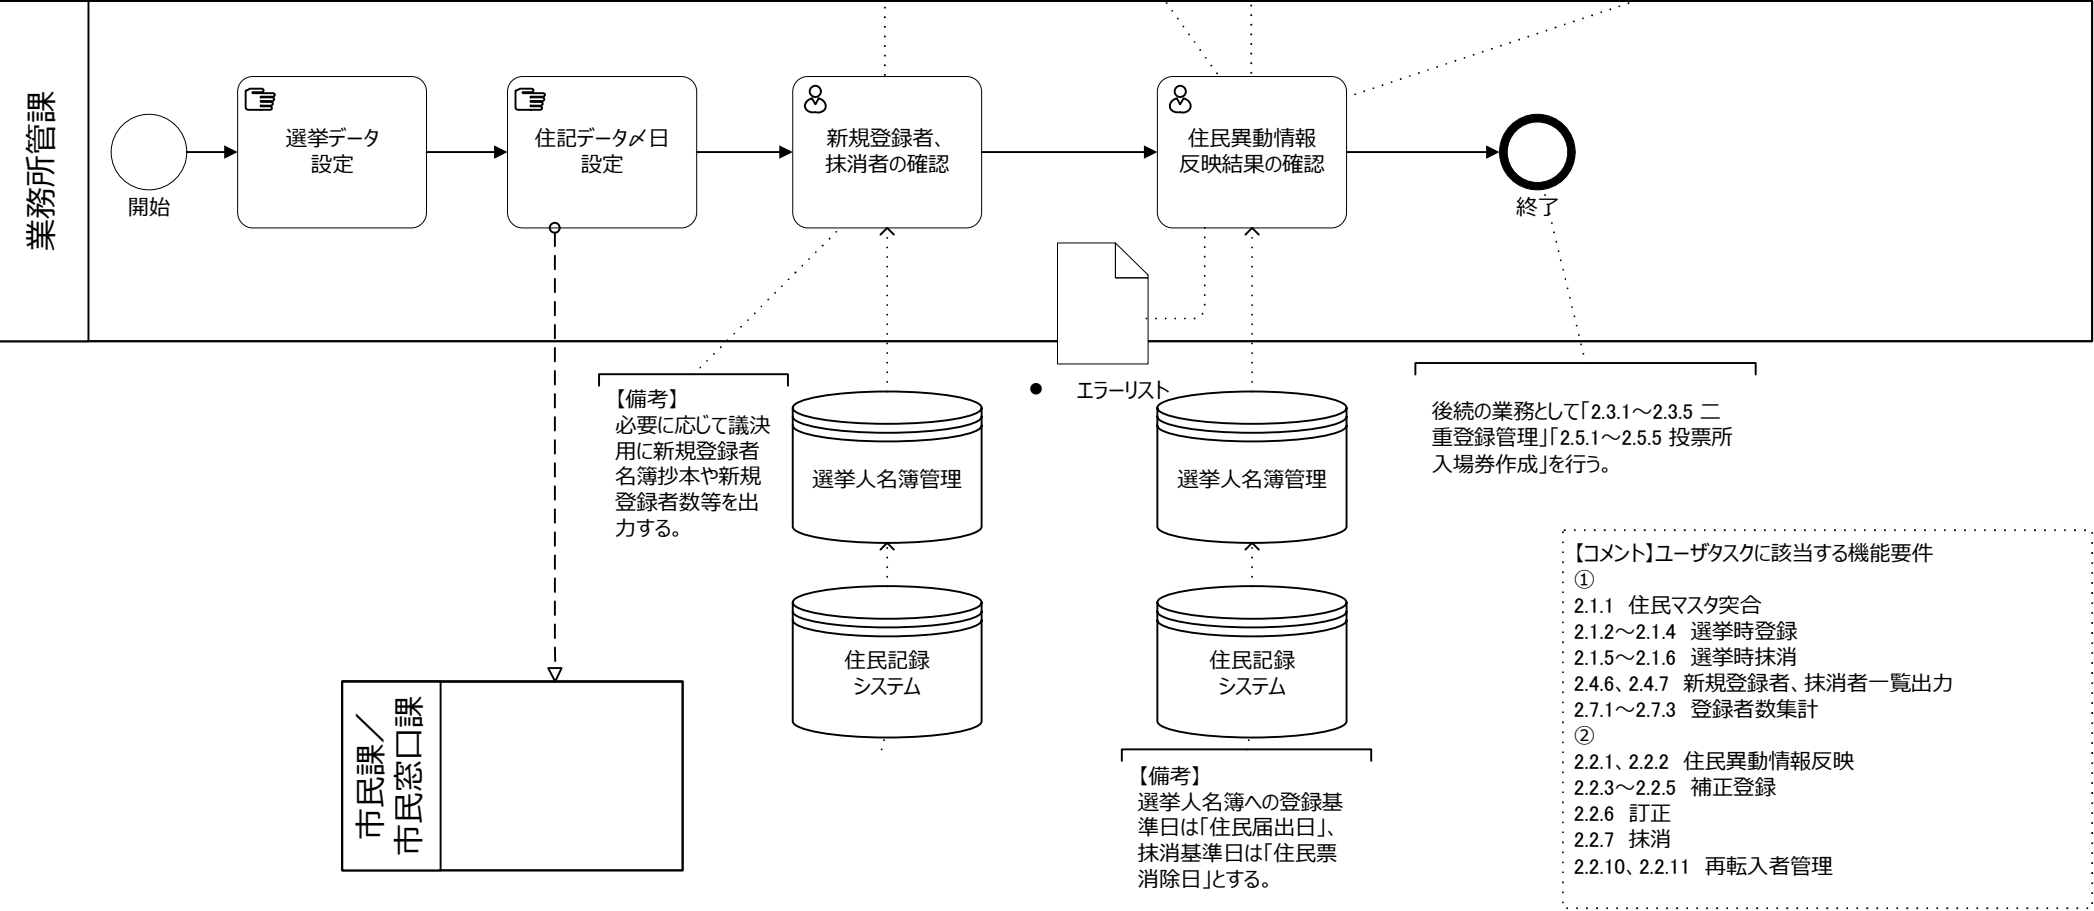 業務所管課
開始
選挙データ
設定
住記データ〆日
設定
新規登録者、
抹消者の確認
住民異動情報
反映結果の確認
終了
【備考】
必要に応じて議決
用に新規登録者
名簿抄本や新規
登録者数等を出
力する。
● エラーリスト
選挙人名簿管理
選挙人名簿管理
後続の業務として「2.3.1～2.3.5 二
重登録管理」「2.5.1～2.5.5 投票所
入場券作成」を行う。
住民記録
システム
住民記録
システム
市民課／
市民窓口課
【備考】
選挙人名簿への登録基
準日は「住民届出日」、
抹消基準日は「住民票
消除日」とする。
【コメント】ユーザタスクに該当する機能要件
①
2.1.1 住民マスタ突合
2.1.2～2.1.4 選挙時登録
2.1.5～2.1.6 選挙時抹消
2.4.6、2.4.7 新規登録者、抹消者一覧出力
2.7.1～2.7.3 登録者数集計
②
2.2.1、2.2.2 住民異動情報反映
2.2.3～2.2.5 補正登録
2.2.6 訂正
2.2.7 抹消
2.2.10、2.2.11 再転入者管理